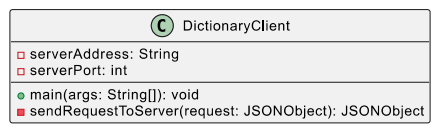 C DictionaryClient
serverAddress: String
serverPort: int
main(args: String[]): void
sendRequestToServer(request: JSONObject): JSONObject